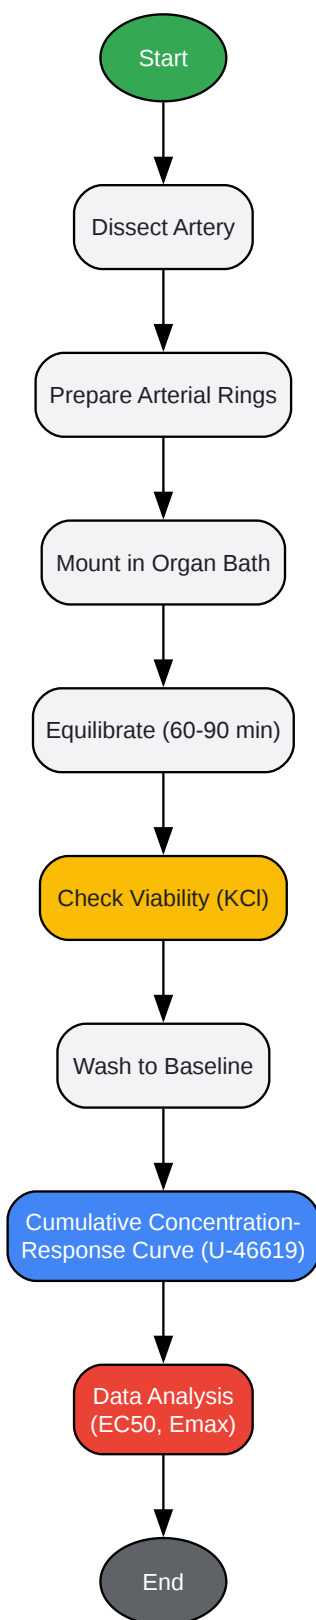 Start
Dissect Artery
Prepare Arterial Rings
Mount in Organ Bath
Equilibrate (60-90 min)
Check Viability (KCl)
Wash to Baseline
Cumulative Concentration-
Response Curve (U-46619)
Data Analysis
(EC50, Emax)
End